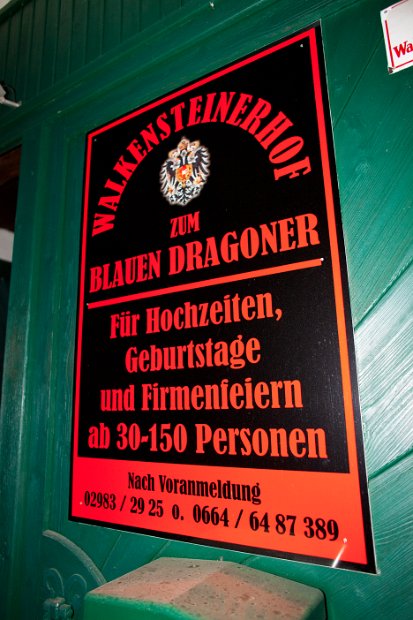 WALKENSTEINERHOF
ZUM
BLAUEN DRAGONER
Für Hochzeiten,
Geburtstage
und Firmenfeiern
ab 30-150 Personen
Nach Voranmeldung
02983 / 29 25 o. 0664 / 64 87 389
Wa